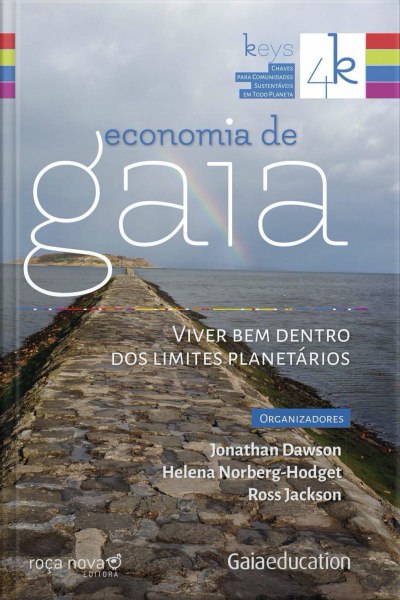 keys
Chaves
para Comunidades
Sustentáveis
em Todo Planeta
4k
economia de
gaia
Viver bem dentro
dos limites planetários
Organizadores
Jonathan Dawson
Helena Norberg-Hodget
Ross Jackson
roça nova
EDITORA
Gaiaeducation